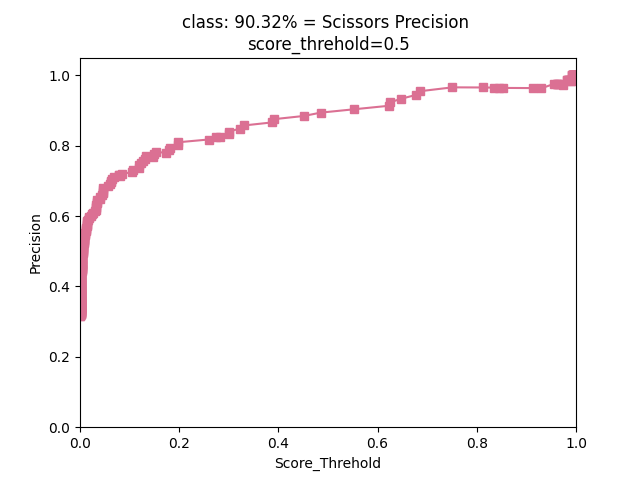 class: 90.32% = Scissors Precision
score_threhold=0.5
1.0
0.8
0.6
0.4
0.2
0.0
Precision
0.0 0.2 0.4 0.6 0.8 1.0
Score_Threhold